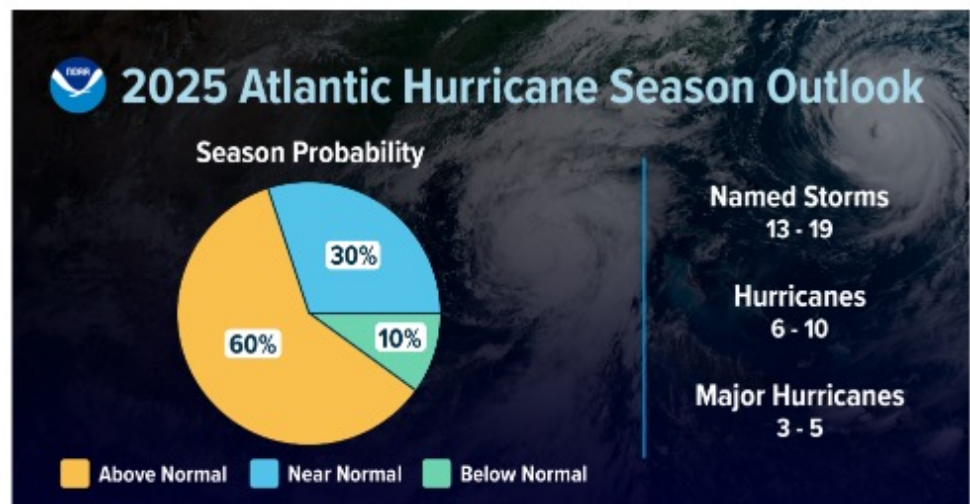 NOAA
2025 Atlantic Hurricane Season Outlook
Season Probability
30%
60%
10%
Above Normal
Near Normal
Below Normal
Named Storms
13 - 19
Hurricanes
6 - 10
Major Hurricanes
3 - 5